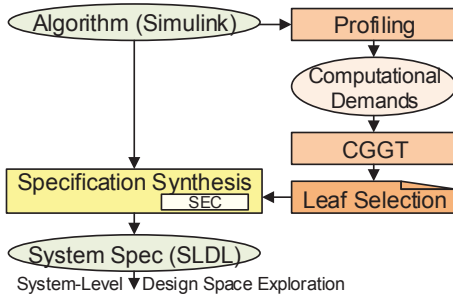 Algorithm (Simulink)
Profiling
Computational
Demands
CGGT
Specification Synthesis
SEC
Leaf Selection
System Spec (SLDL)
System-Level Design Space Exploration